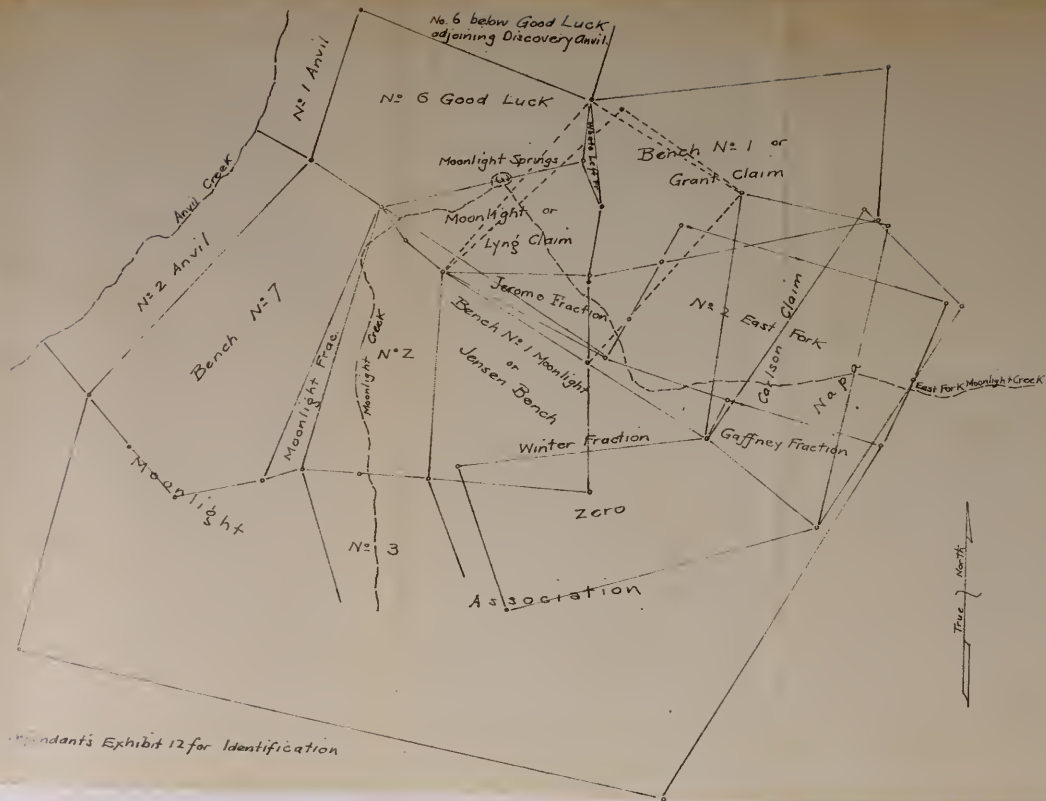 No. 6 below Good Luck
adjoining Discovery Anvil.
No 1 Anvil
No 6 Good Luck
Anvil Creek
Moonlight Springs
Bench No 1 or
Grant Claim
Moonlight or
Lyng Claim
No 2 Anvil
Bench No 7
Jerome Fraction
No 2 East Fork
Carlson Claim
Napa
East Fork Moonlight Creek
Moonlight Frac.
No 2
Moonlight Creek
Bench No 1 Moonlight
or
Jensen Bench
Winter Fraction
Gaffney Fraction
Moonlight
Zero
No 3
Association
True North
Exhibit 12 for Identification